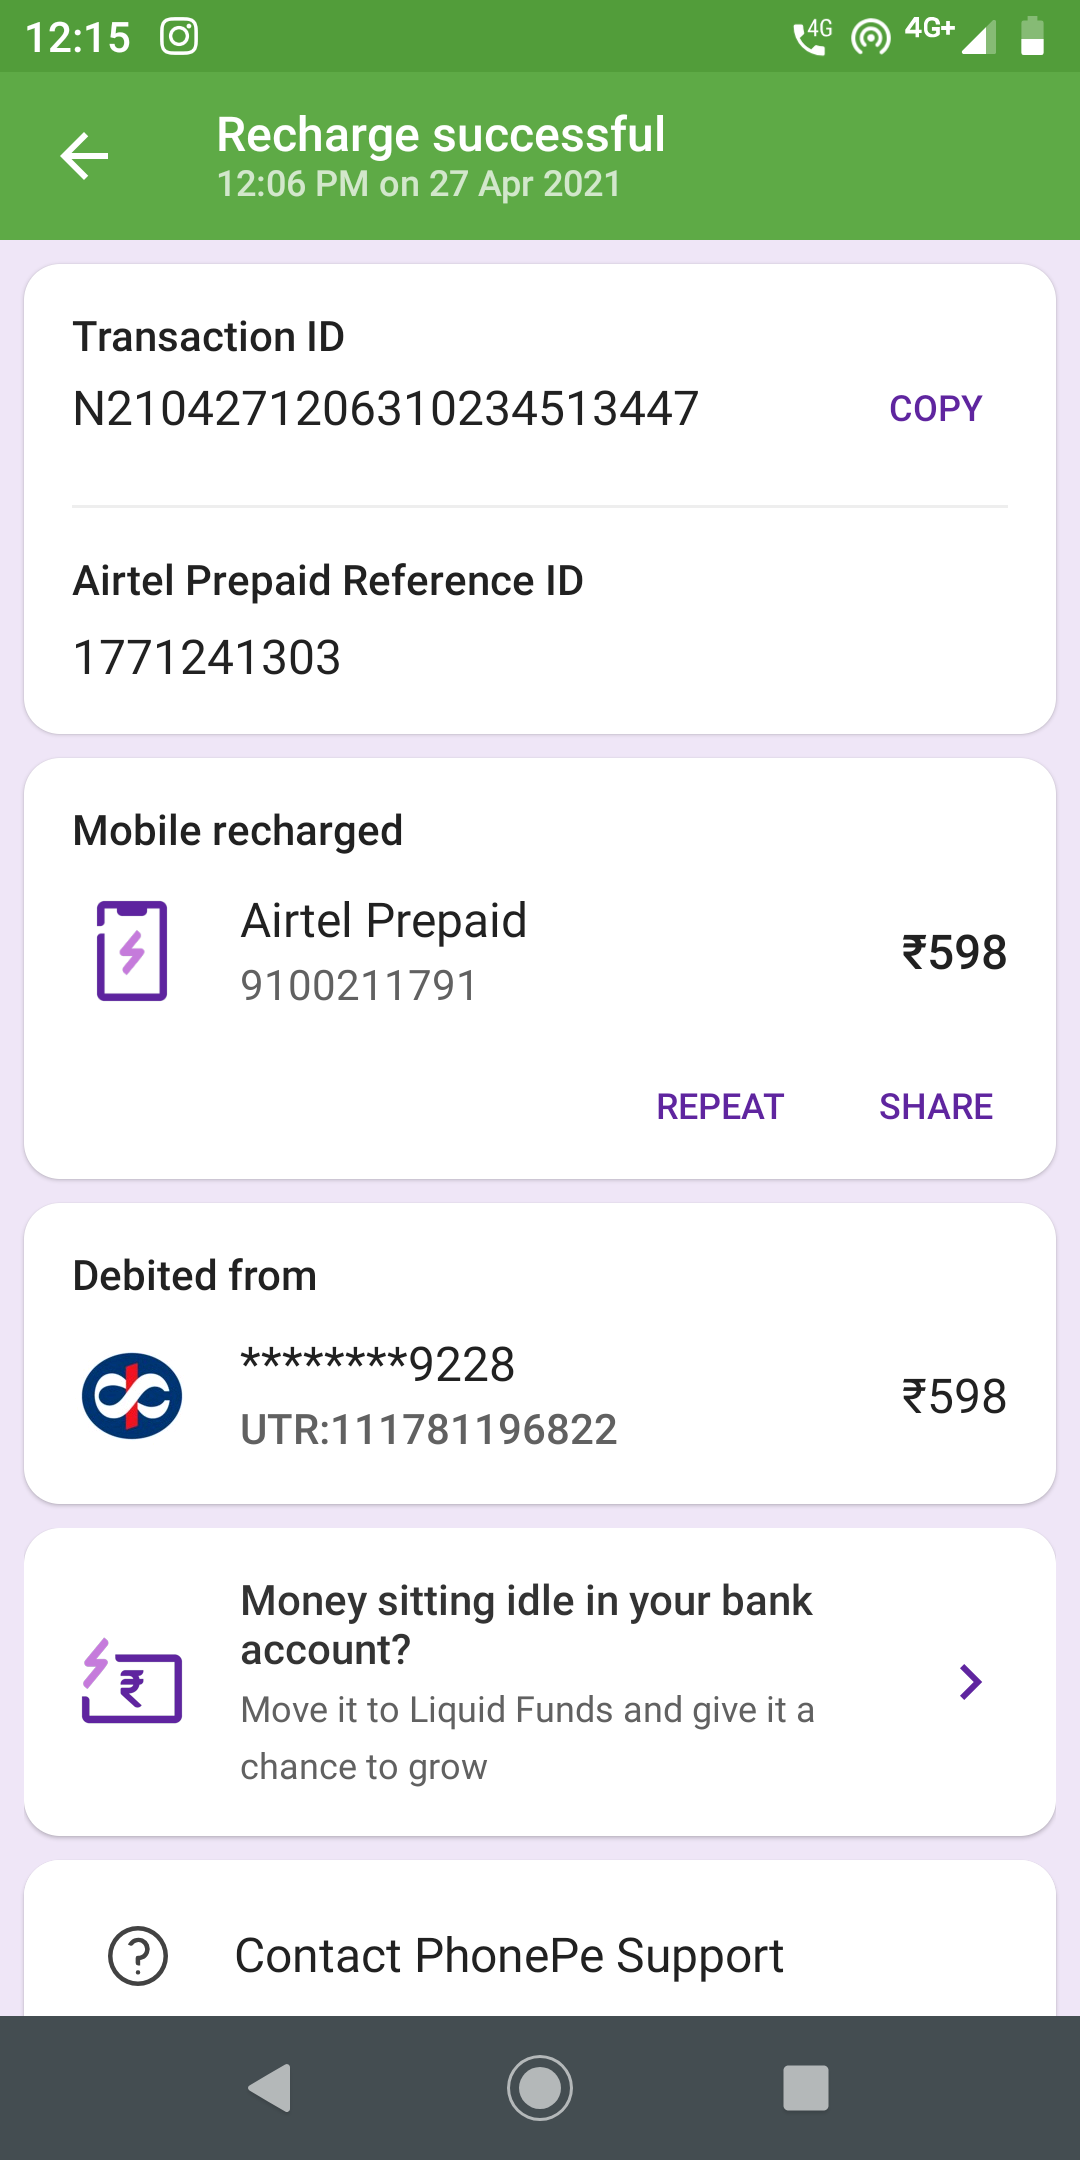 12:15
4G
4G+
Recharge successful
12:06 PM on 27 Apr 2021
Transaction ID
N2104271206310234513447
COPY
Airtel Prepaid Reference ID
1771241303
Mobile recharged
Airtel Prepaid
9100211791
₹598
REPEAT
SHARE
Debited from
********9228
UTR:111781196822
₹598
Money sitting idle in your bank
account?
Move it to Liquid Funds and give it a
chance to grow
Contact PhonePe Support